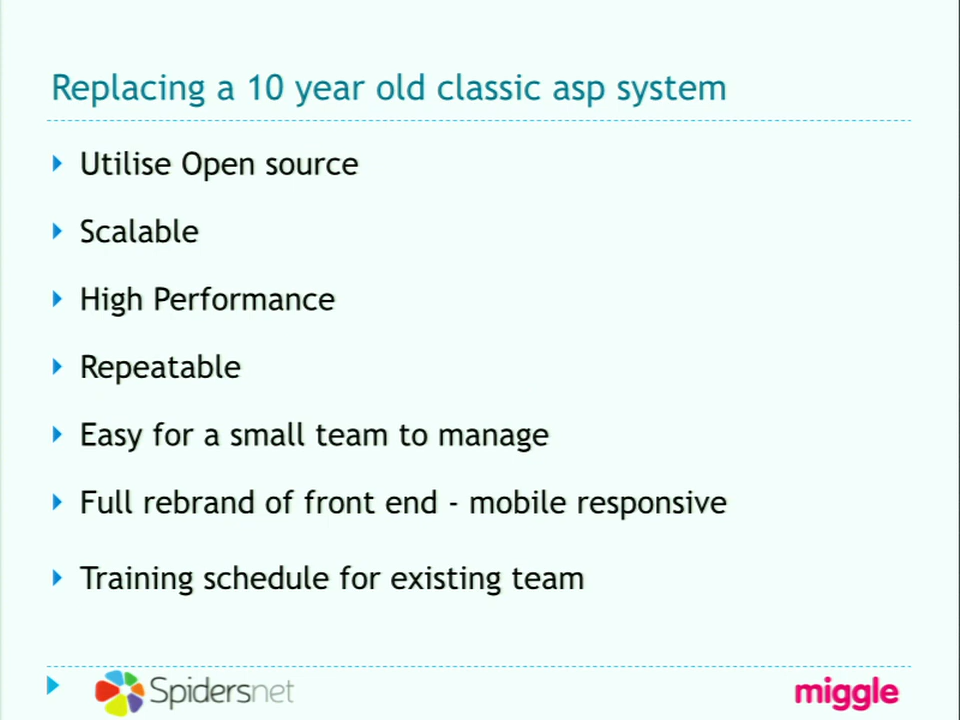 Replacing a 10 year old classic asp system
Utilise Open source
Scalable
High Performance
Repeatable
Easy for a small team to manage
Full rebrand of front end - mobile responsive
Training schedule for existing team
Spidersnet
miggle